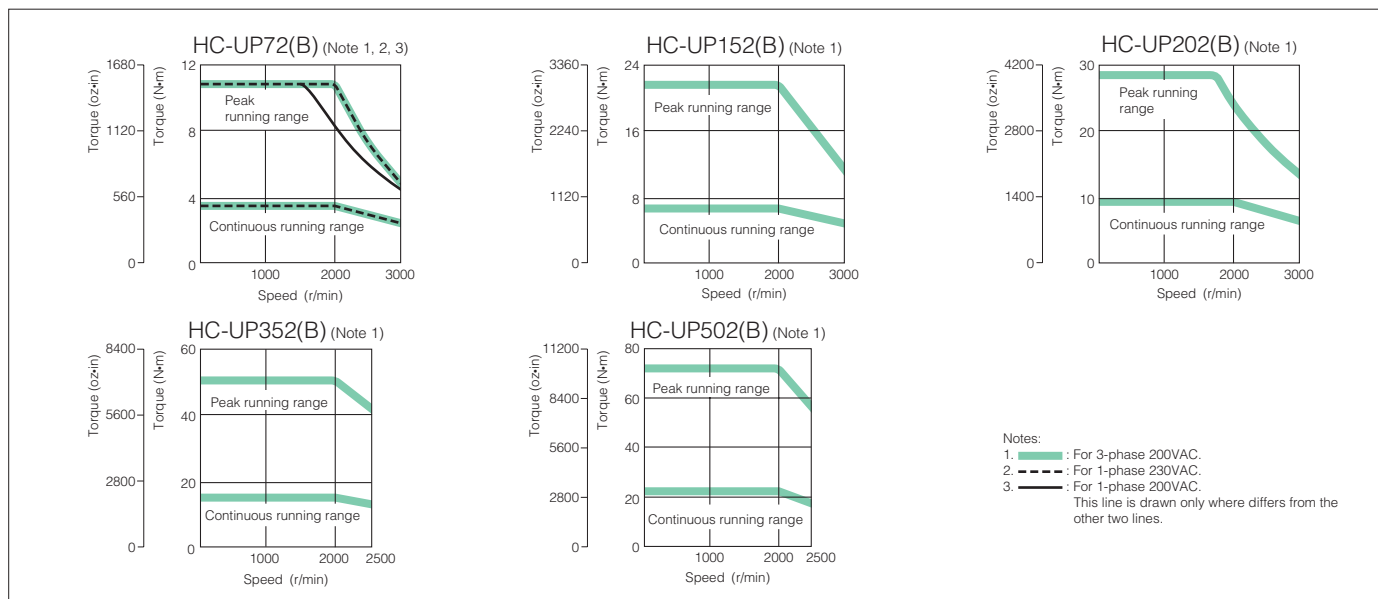 HC-UP72(B) (Note 1, 2, 3)
Torque (oz•in)
1680
1120
560
0
Torque (N•m)
12
8
4
0
Peak
running range
Continuous running range
1000 2000 3000
Speed (r/min)
HC-UP152(B) (Note 1)
Torque (oz•in)
3360
2240
1120
0
Torque (N•m)
24
16
8
0
Peak running range
Continuous running range
1000 2000 3000
Speed (r/min)
HC-UP202(B) (Note 1)
Torque (oz•in)
4200
2800
1400
0
Torque (N•m)
30
20
10
0
Peak running
range
Continuous running range
1000 2000 3000
Speed (r/min)
HC-UP352(B) (Note 1)
Torque (oz•in)
8400
5600
2800
0
Torque (N•m)
60
40
20
0
Peak running range
Continuous running range
1000 2000 2500
Speed (r/min)
HC-UP502(B) (Note 1)
Torque (oz•in)
11200
8400
5600
2800
0
Torque (N•m)
80
60
40
20
0
Peak running range
Continuous running range
1000 2000 2500
Speed (r/min)
Notes:
1. : For 3-phase 200VAC.
2. : For 1-phase 230VAC.
3. : For 1-phase 200VAC.
This line is drawn only where differs from the
other two lines.